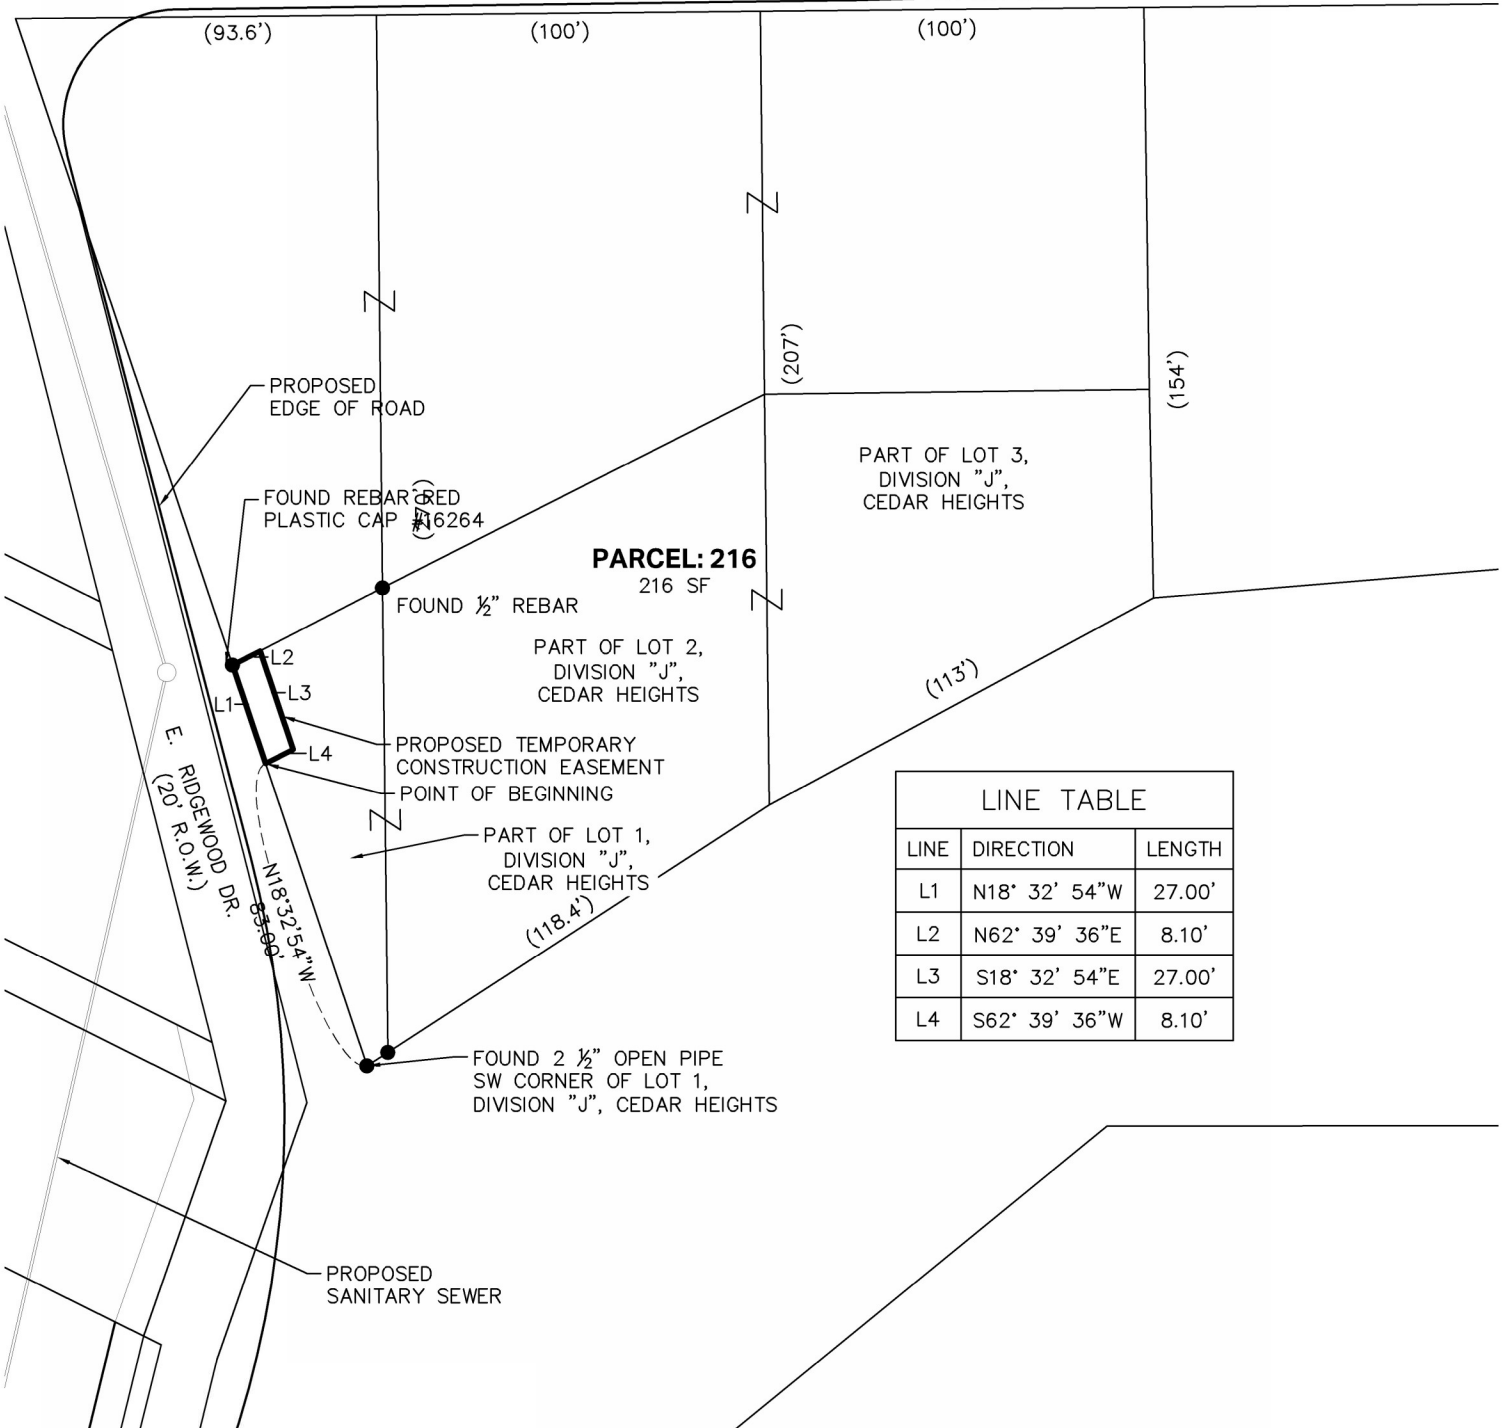 (93.6')
(100')
(100')
(207')
(154')
PROPOSED
EDGE OF ROAD
PART OF LOT 3,
DIVISION "J",
CEDAR HEIGHTS
FOUND REBAR RED
PLASTIC CAP #16264
(270')
PARCEL: 216
216 SF
FOUND ½" REBAR
PART OF LOT 2,
DIVISION "J",
CEDAR HEIGHTS
(113')
L2
L3
L1
L4
PROPOSED TEMPORARY
CONSTRUCTION EASEMENT
POINT OF BEGINNING
E. RIDGEWOOD DR.
(20' R.O.W.)
PART OF LOT 1,
DIVISION "J",
CEDAR HEIGHTS
N18°32'54"W
83.00'
(118.4')
LINE TABLE
LINE DIRECTION LENGTH
L1 N18° 32' 54"W 27.00'
L2 N62° 39' 36"E 8.10'
L3 S18° 32' 54"E 27.00'
L4 S62° 39' 36"W 8.10'
FOUND 2 ½" OPEN PIPE
SW CORNER OF LOT 1,
DIVISION "J", CEDAR HEIGHTS
PROPOSED
SANITARY SEWER